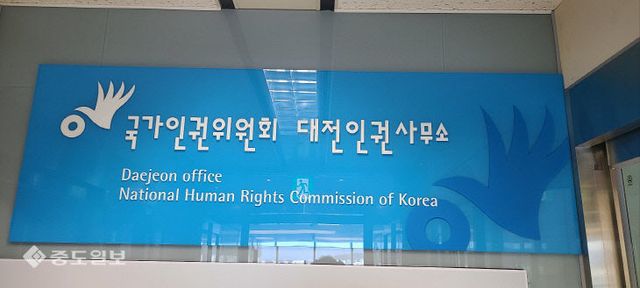 국가인권위원회 대전인권사무소
Daejeon office
National Human Rights Commission of Korea
중도일보